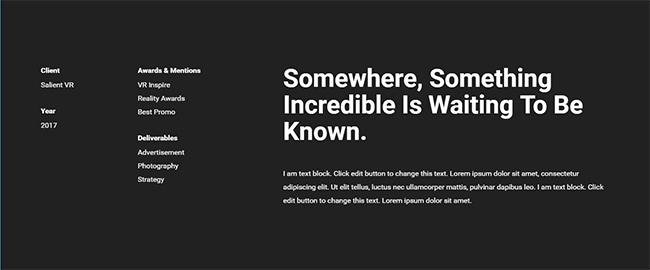 Client
Salient VR
Year
2017
Awards & Mentions
VR Inspire
Reality Awards
Best Promo
Deliverables
Advertisement
Photography
Strategy
Somewhere, Something
Incredible Is Waiting To Be
Known.
I am text block. Click edit button to change this text. Lorem ipsum dolor sit amet, consectetur
adipiscing elit. Ut elit tellus, luctus nec ullamcorper mattis, pulvinar dapibus leo. I am text block. Click
edit button to change this text. Lorem ipsum dolor sit amet.